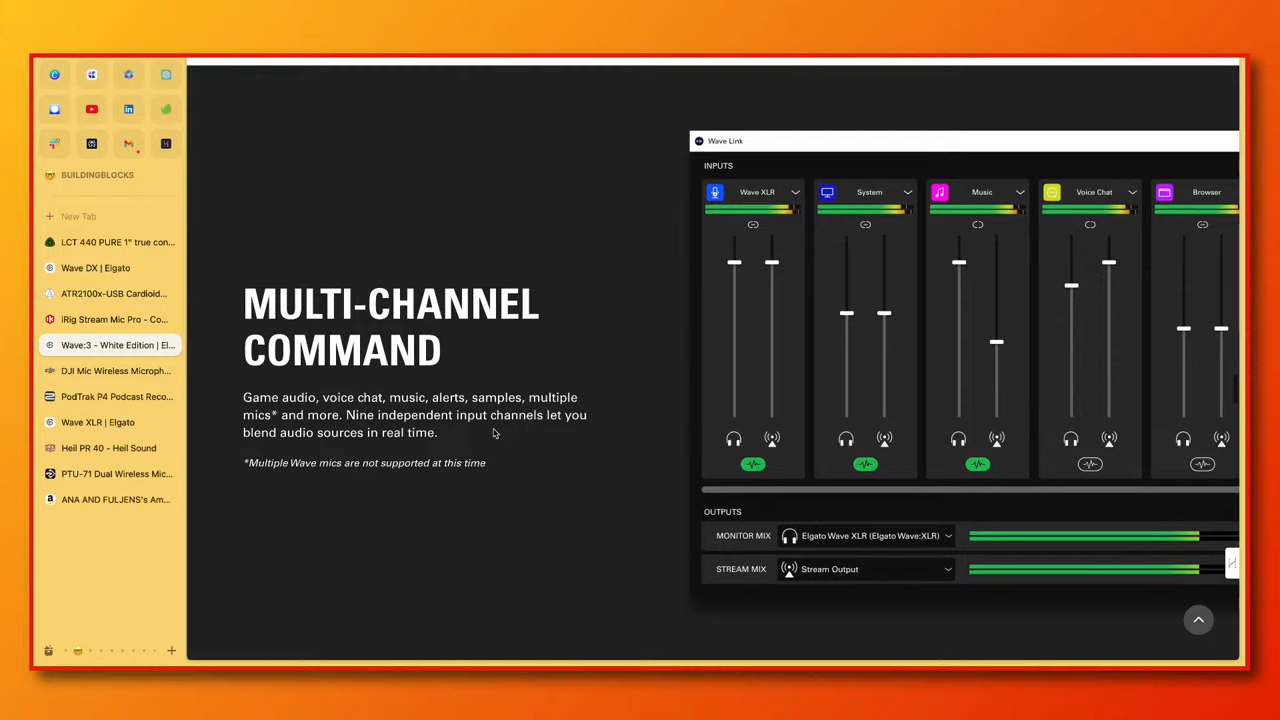 BUILDINGBLOCKS
New Tab
LCT 440 PURE 1" true con...
Wave DX | Elgato
ATR2100x-USB Cardioid...
iRig Stream Mic Pro - Co...
Wave:3 - White Edition | El...
DJI Mic Wireless Microph...
PodTrak P4 Podcast Reco...
Wave XLR | Elgato
Heil PR 40 – Heil Sound
PTU-71 Dual Wireless Mic...
ANA AND FULJENS's Am...
MULTI-CHANNEL
COMMAND
Game audio, voice chat, music, alerts, samples, multiple
mics* and more. Nine independent input channels let you
blend audio sources in real time.
*Multiple Wave mics are not supported at this time
Wave Link
INPUTS
Wave XLR
System
Music
Voice Chat
Browser
OUTPUTS
MONITOR MIX
Elgato Wave XLR (Elgato Wave:XLR)
STREAM MIX
Stream Output